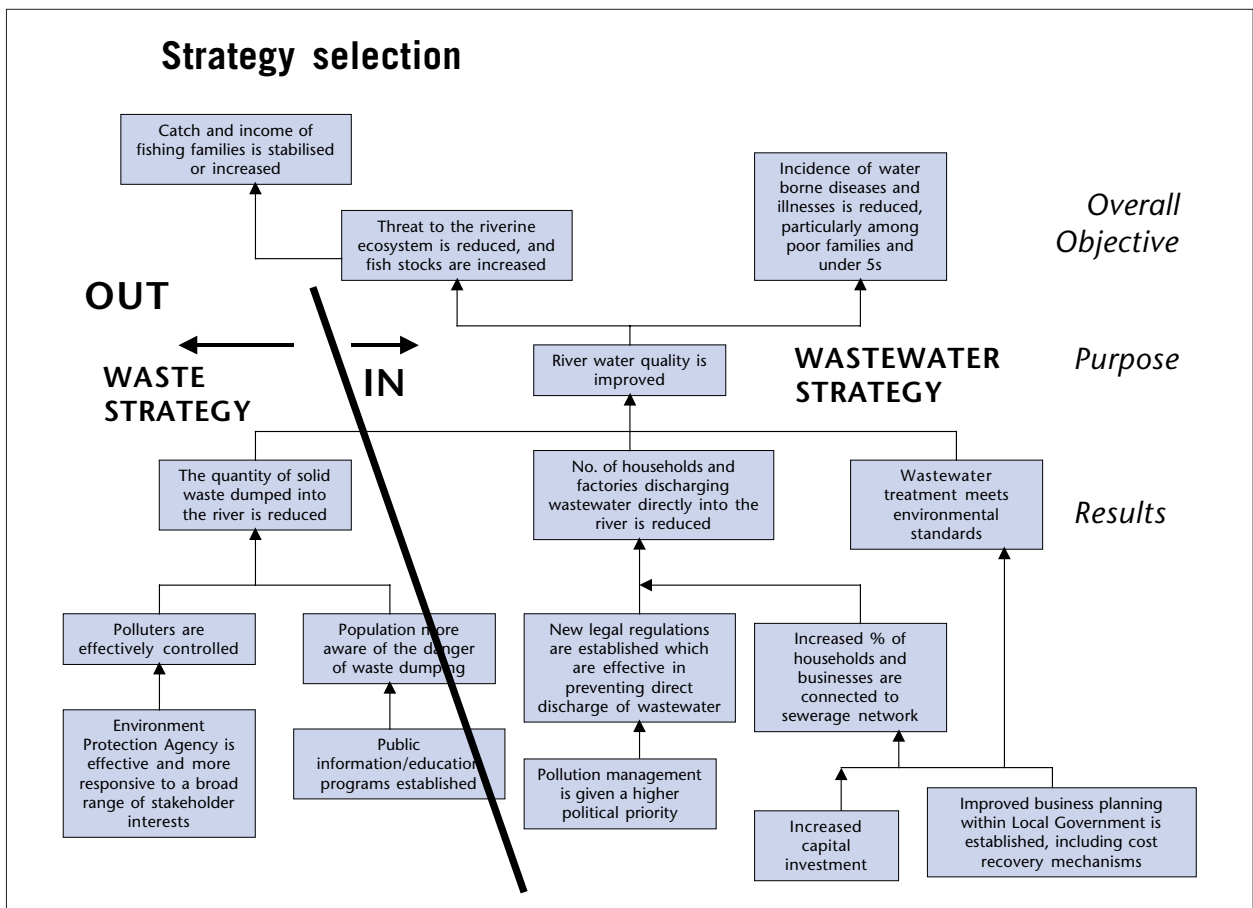 Strategy selection
Catch and income of
fishing families is stabilised
or increased
Incidence of water
borne diseases and
illnesses is reduced,
particularly among
poor families and
under 5s
Overall
Objective
Threat to the riverine
ecosystem is reduced, and
fish stocks are increased
OUT
WASTE
STRATEGY
IN
River water quality is
improved
WASTEWATER
STRATEGY
Purpose
The quantity of solid
waste dumped into
the river is reduced
No. of households and
factories discharging
wastewater directly into the
river is reduced
Wastewater
treatment meets
environmental
standards
Results
Polluters are
effectively controlled
Population more
aware of the danger
of waste dumping
New legal regulations
are established which
are effective in
preventing direct
discharge of wastewater
Increased % of
households and
businesses are
connected to
sewerage network
Environment
Protection Agency is
effective and more
responsive to a broad
range of stakeholder
interests
Public
information/education
programs established
Pollution management
is given a higher
political priority
Increased
capital
investment
Improved business planning
within Local Government is
established, including cost
recovery mechanisms